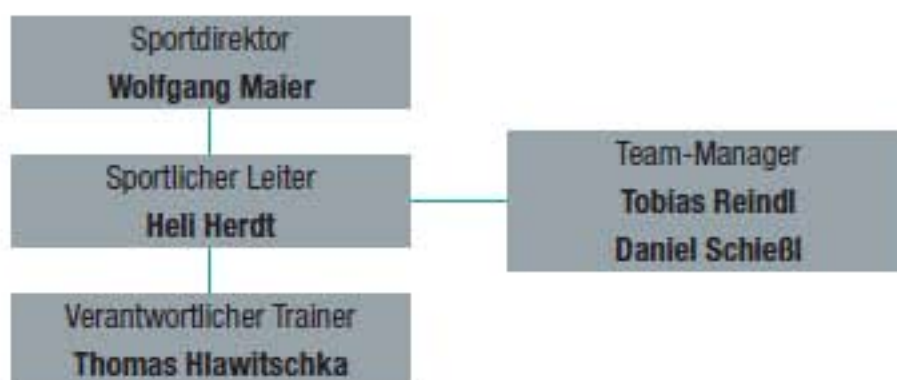 Sportdirektor
Wolfgang Maier
Sportlicher Leiter
Heli Herdt
Team-Manager
Tobias Reindl
Daniel Schießl
Verantwortlicher Trainer
Thomas Hlawitschka